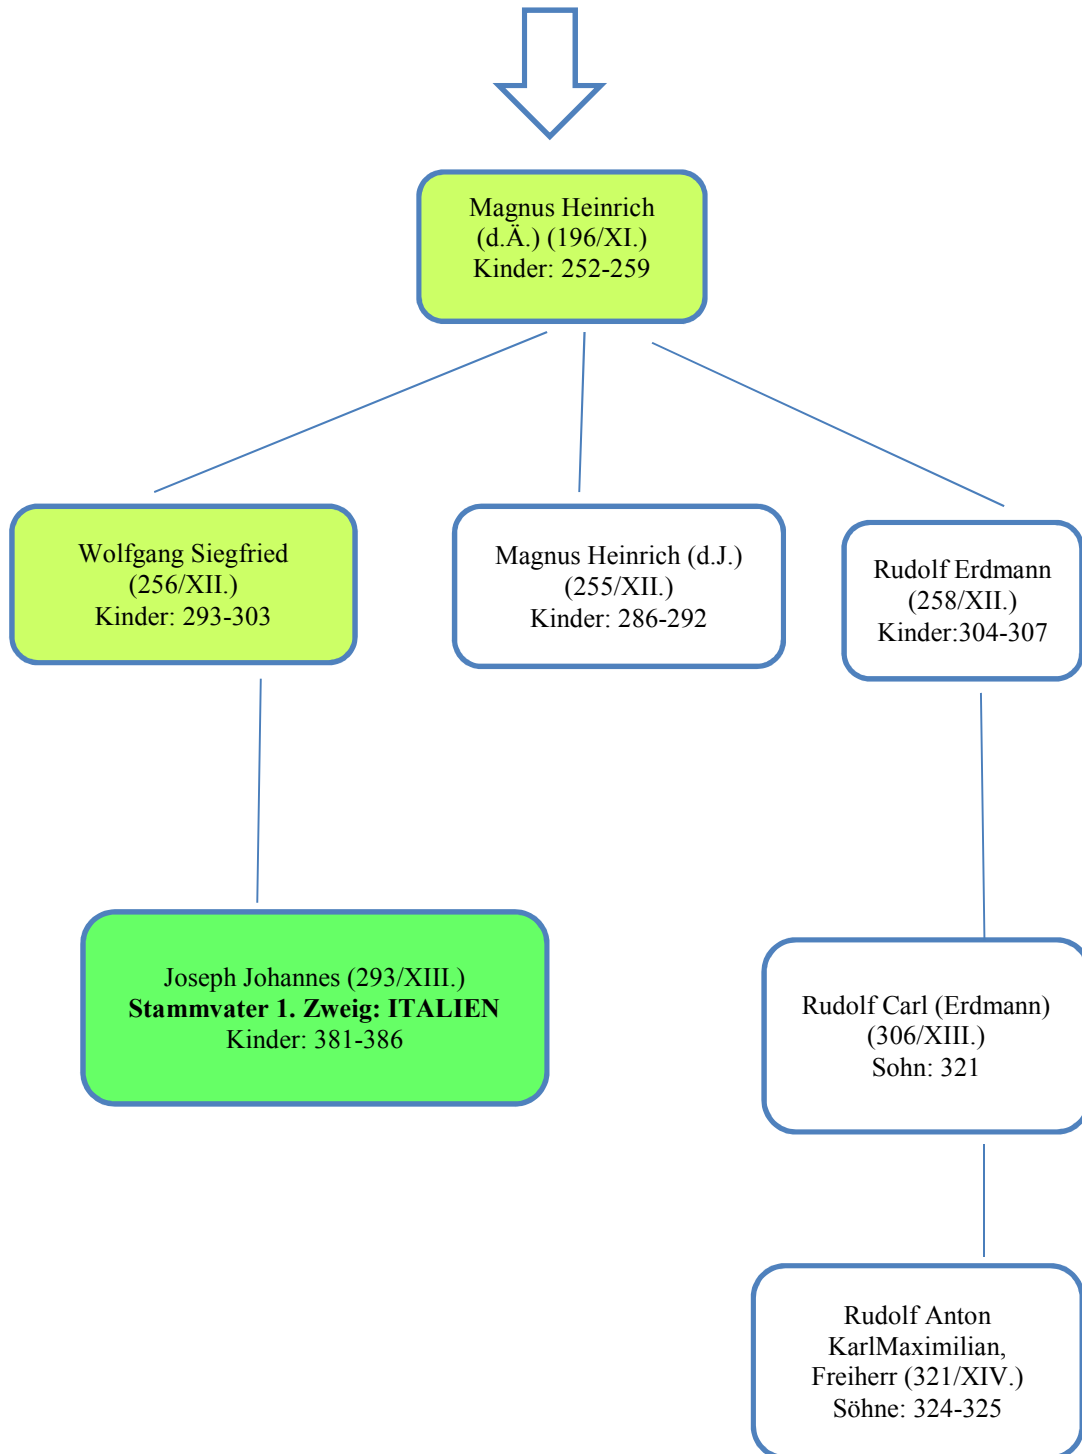 Magnus Heinrich
(d.Ä.) (196/XI.)
Kinder: 252-259
Wolfgang Siegfried
(256/XII.)
Kinder: 293-303
Magnus Heinrich (d.J.)
(255/XII.)
Kinder: 286-292
Rudolf Erdmann
(258/XII.)
Kinder:304-307
Joseph Johannes (293/XIII.)
Stammvater 1. Zweig: ITALIEN
Kinder: 381-386
Rudolf Carl (Erdmann)
(306/XIII.)
Sohn: 321
Rudolf Anton
KarlMaximilian,
Freiherr (321/XIV.)
Söhne: 324-325